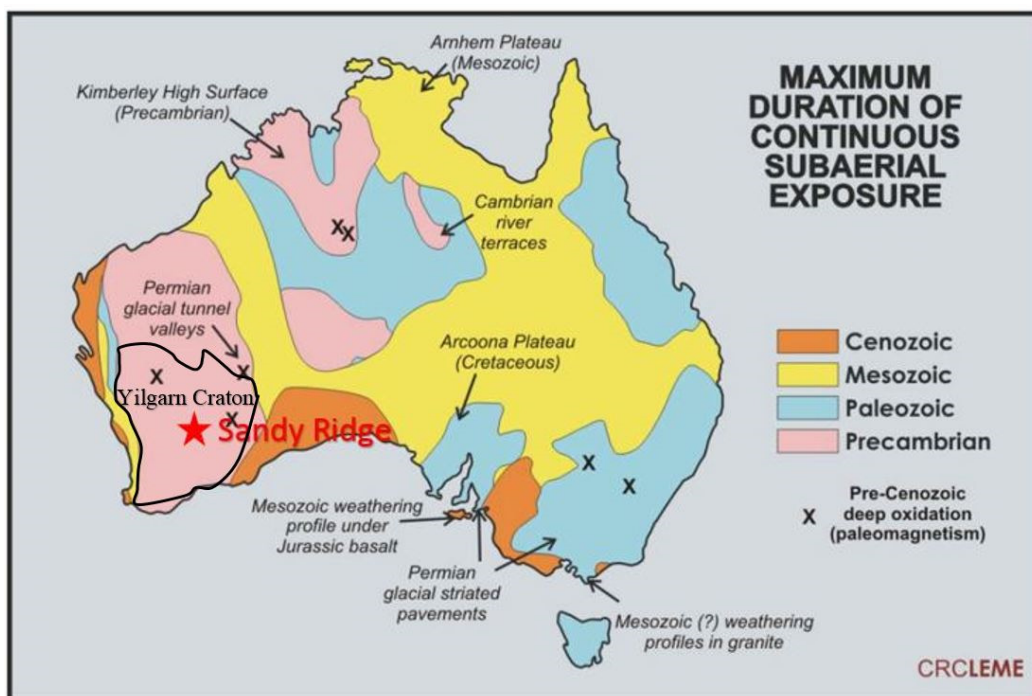 MAXIMUM
DURATION OF
CONTINUOUS
SUBAERIAL
EXPOSURE
Arnhem Plateau
(Mesozoic)
Kimberley High Surface
(Precambrian)
Cambrian
river
terraces
Permian
glacial tunnel
valleys
Arcoona Plateau
(Cretaceous)
Yilgarn Craton
Sandy Ridge
Cenozoic
Mesozoic
Paleozoic
Precambrian
X
Pre-Cenozoic
deep oxidation
(paleomagnetism)
X
X
X
X
X
X
X
Mesozoic weathering
profile under
Jurassic basalt
Permian
glacial striated
pavements
Mesozoic (?) weathering
profiles in granite
CRCLEME